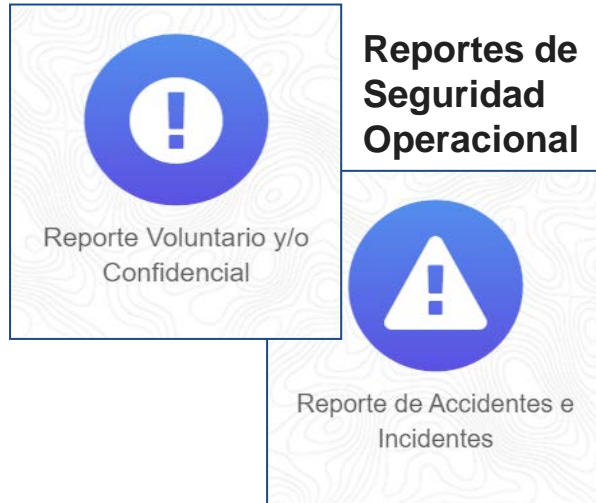 Reportes de
Seguridad
Operacional
Reporte Voluntario y/o
Confidencial
Reporte de Accidentes e
Incidentes